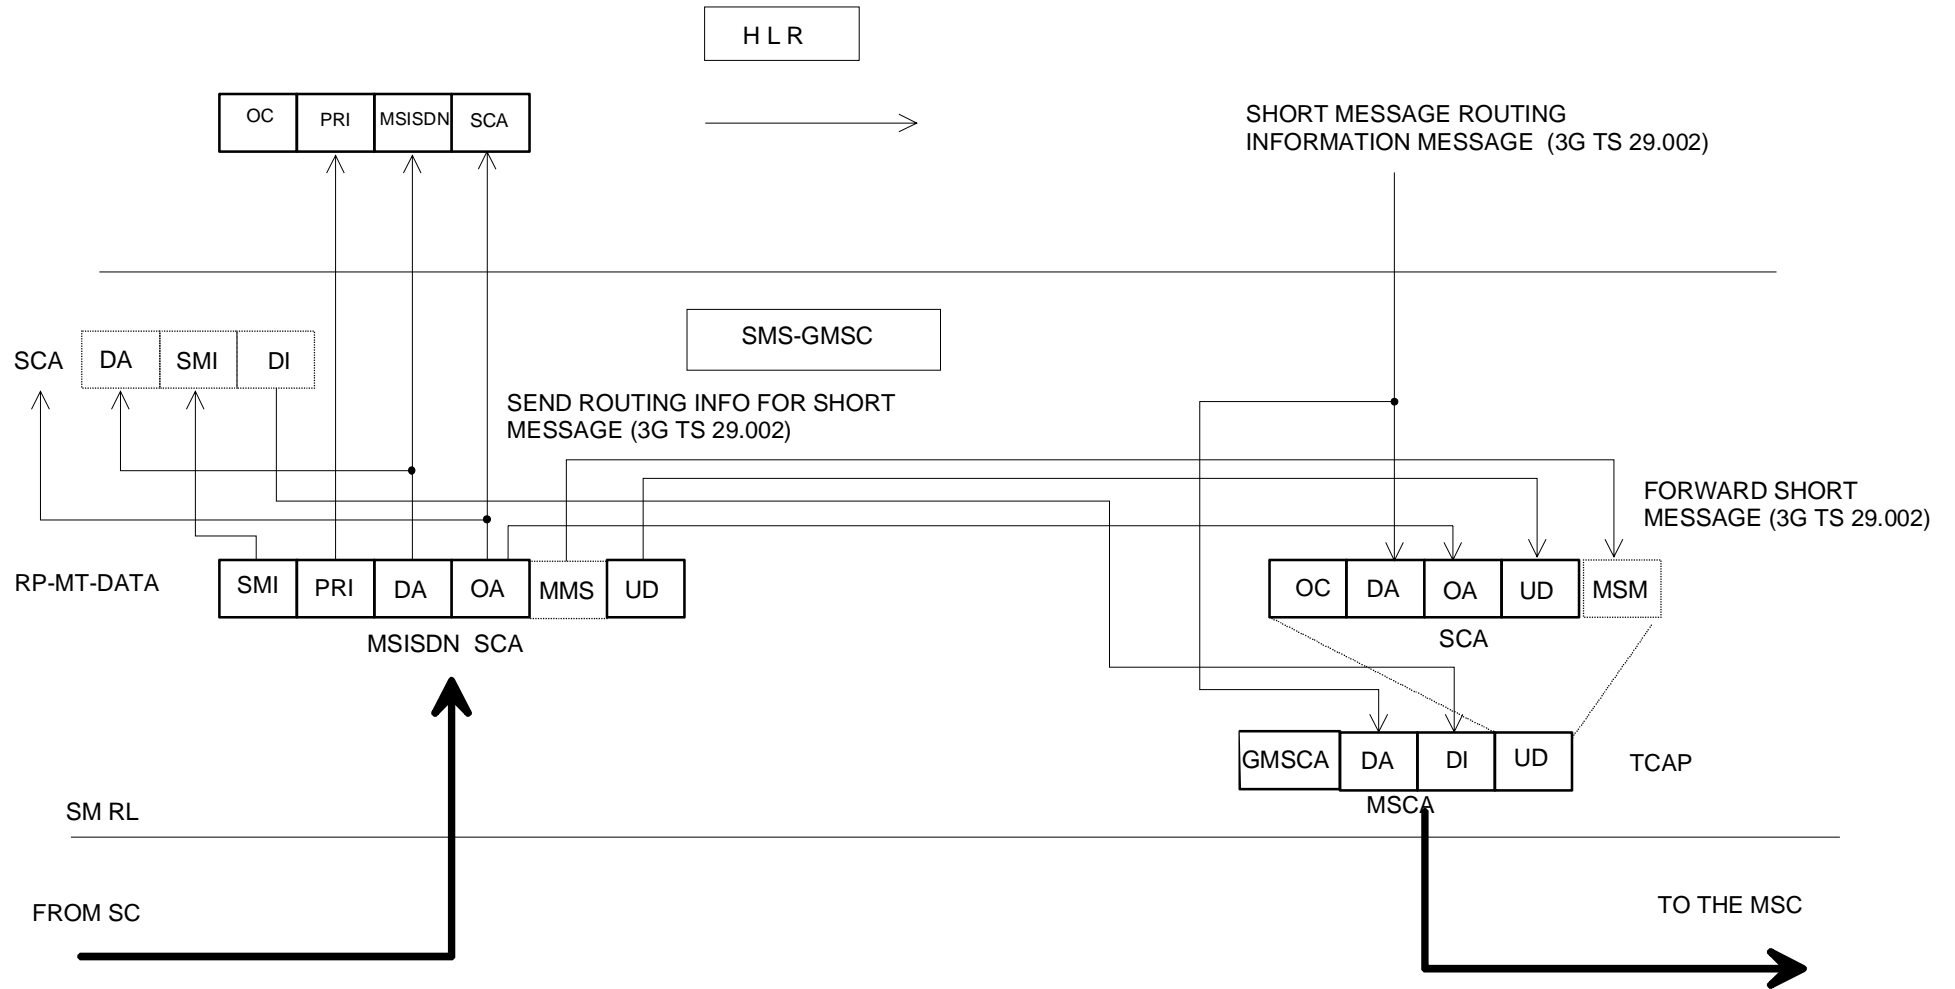 H L R
OC PRI MSISDN SCA
SHORT MESSAGE ROUTING
INFORMATION MESSAGE (3G TS 29.002)
SMS-GMSC
SCA DA SMI DI
SEND ROUTING INFO FOR SHORT
MESSAGE (3G TS 29.002)
FORWARD SHORT
MESSAGE (3G TS 29.002)
RP-MT-DATA SMI PRI DA OA MMS UD
MSISDN SCA
OC DA OA UD MSM
SCA
GMSCA DA DI UD TCAP
MSCA
SM RL
FROM SC
TO THE MSC